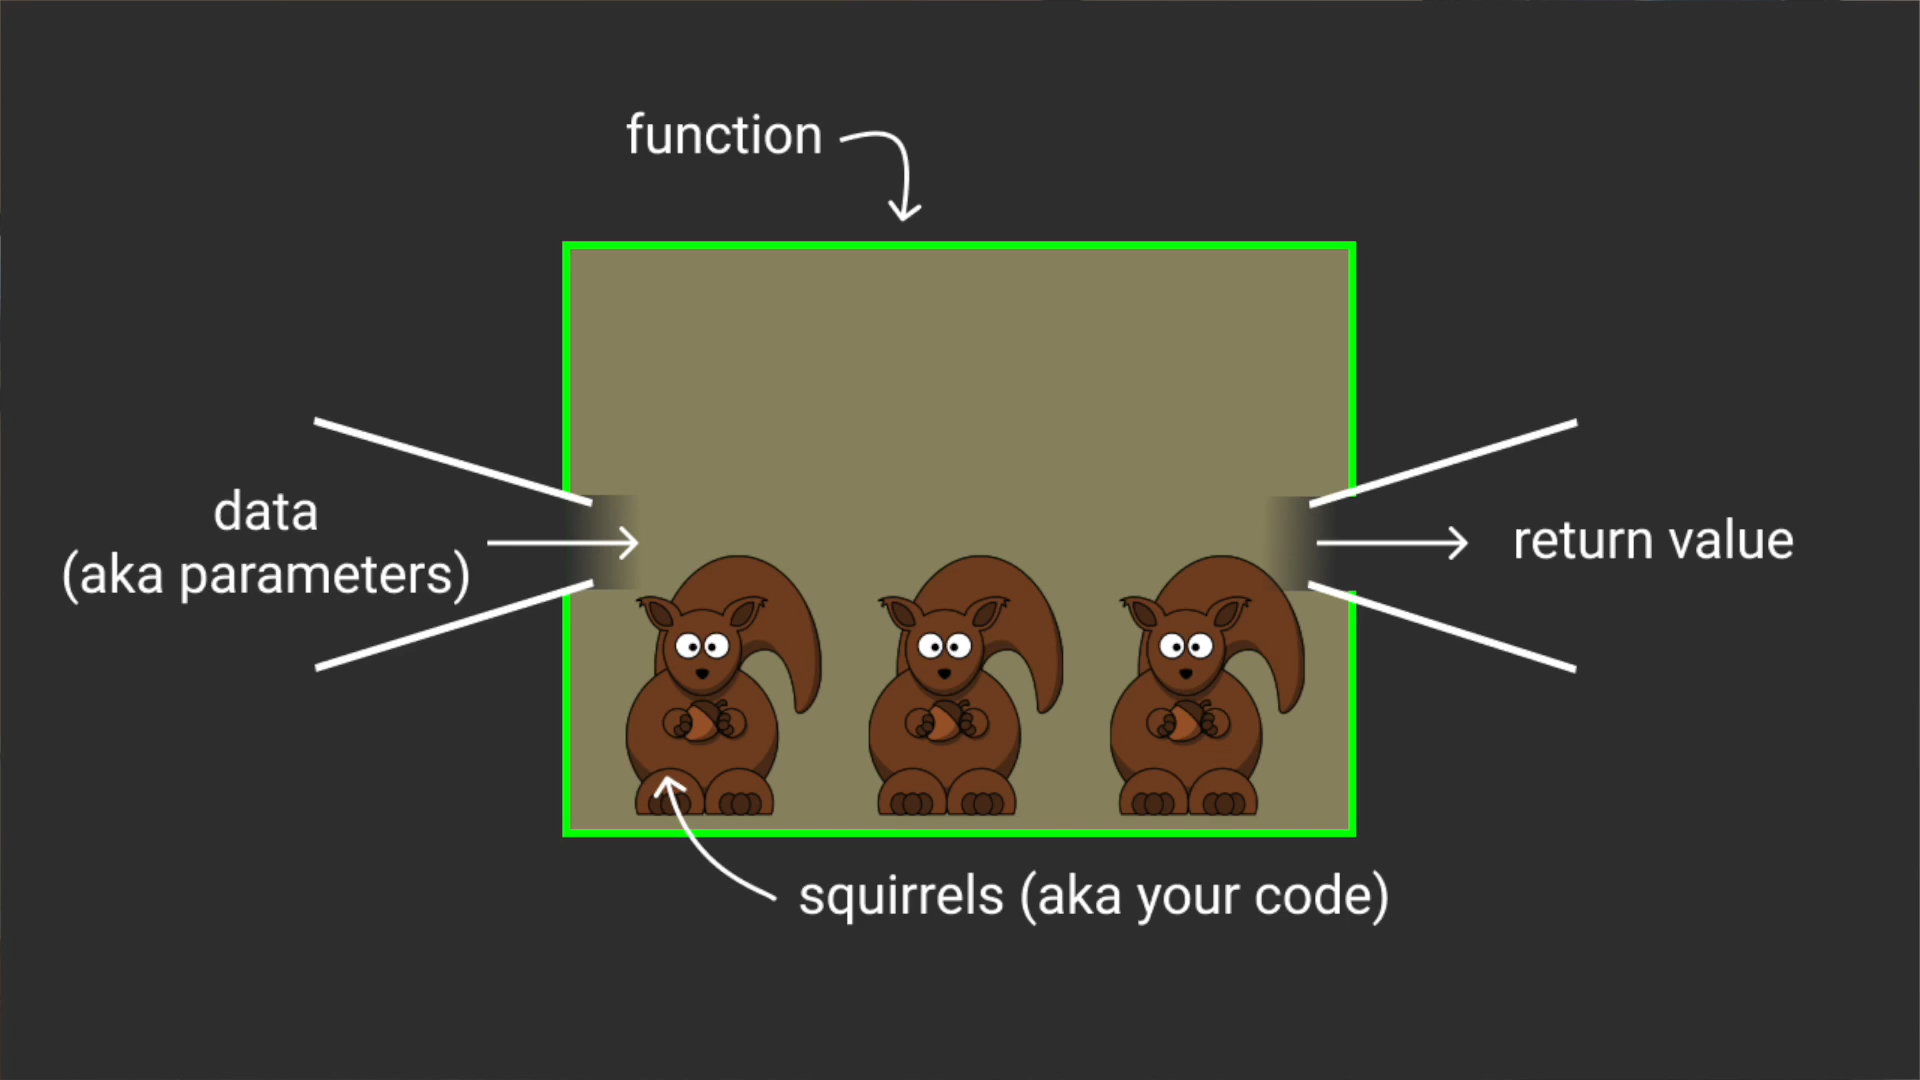 function
data
(aka parameters)
return value
squirrels (aka your code)